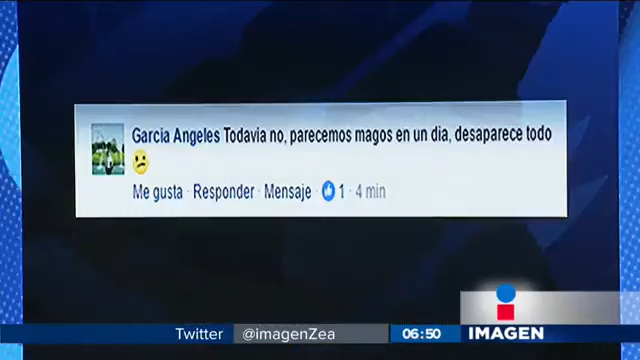 Garcia Angeles Todavia no, parecemos magos en un dia, desaparece todo
Me gusta · Responder · Mensaje · 1 · 4 min
IMAGEN
Twitter @imagenZea 06:50